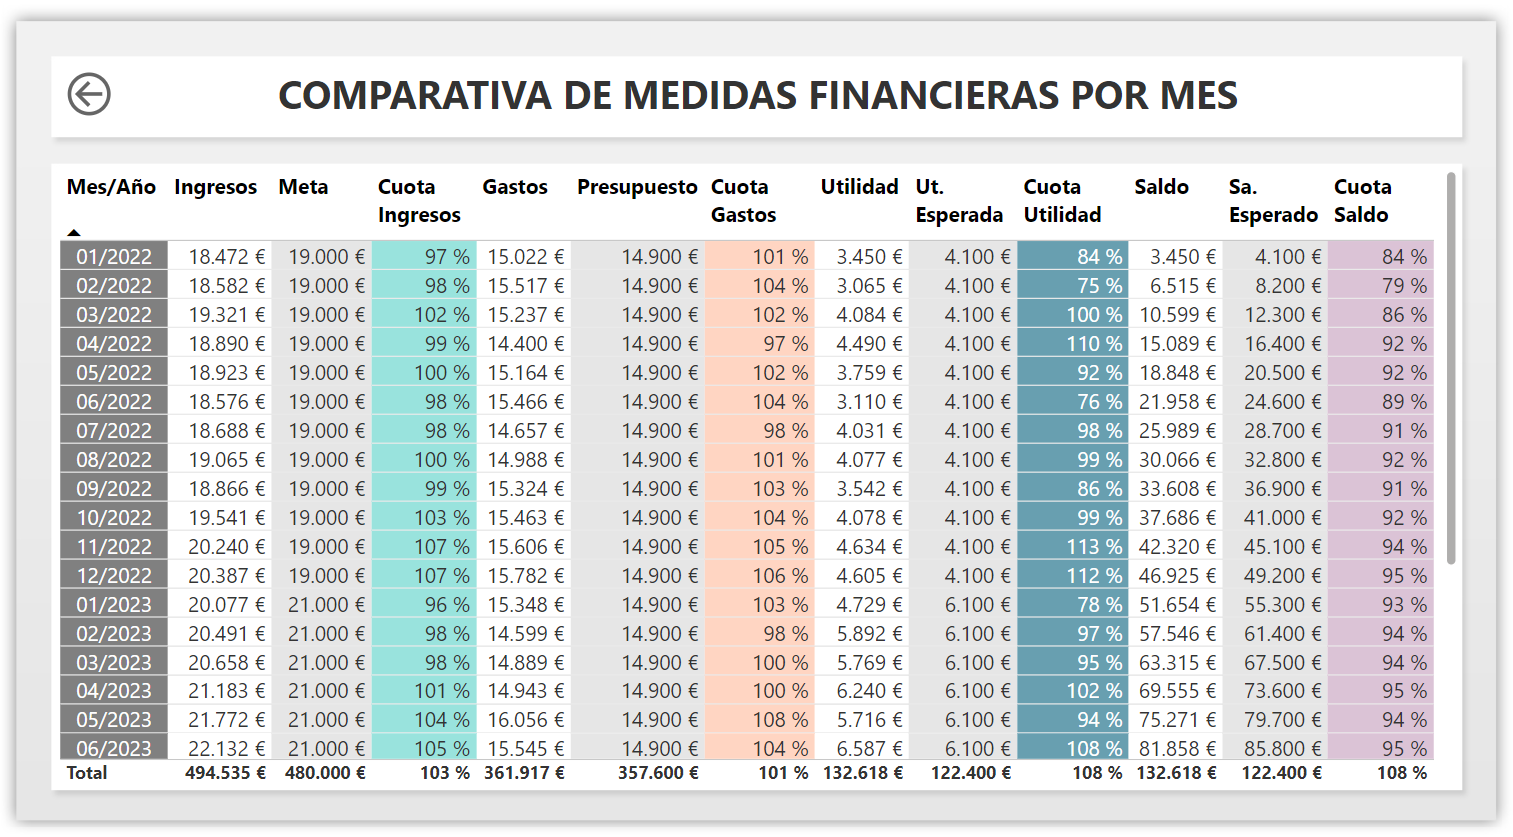 COMPARATIVA DE MEDIDAS FINANCIERAS POR MES
Mes/Año Ingresos Meta Cuota Ingresos Gastos Presupuesto Cuota Gastos Utilidad Ut. Esperada Cuota Utilidad Saldo Sa. Esperado Cuota Saldo
01/2022 18.472 € 19.000 € 97 % 15.022 € 14.900 € 101 % 3.450 € 4.100 € 84 % 3.450 € 4.100 € 84 %
02/2022 18.582 € 19.000 € 98 % 15.517 € 14.900 € 104 % 3.065 € 4.100 € 75 % 6.515 € 8.200 € 79 %
03/2022 19.321 € 19.000 € 102 % 15.237 € 14.900 € 102 % 4.084 € 4.100 € 100 % 10.599 € 12.300 € 86 %
04/2022 18.890 € 19.000 € 99 % 14.400 € 14.900 € 97 % 4.490 € 4.100 € 110 % 15.089 € 16.400 € 92 %
05/2022 18.923 € 19.000 € 100 % 15.164 € 14.900 € 102 % 3.759 € 4.100 € 92 % 18.848 € 20.500 € 92 %
06/2022 18.576 € 19.000 € 98 % 15.466 € 14.900 € 104 % 3.110 € 4.100 € 76 % 21.958 € 24.600 € 89 %
07/2022 18.688 € 19.000 € 98 % 14.657 € 14.900 € 98 % 4.031 € 4.100 € 98 % 25.989 € 28.700 € 91 %
08/2022 19.065 € 19.000 € 100 % 14.988 € 14.900 € 101 % 4.077 € 4.100 € 99 % 30.066 € 32.800 € 92 %
09/2022 18.866 € 19.000 € 99 % 15.324 € 14.900 € 103 % 3.542 € 4.100 € 86 % 33.608 € 36.900 € 91 %
10/2022 19.541 € 19.000 € 103 % 15.463 € 14.900 € 104 % 4.078 € 4.100 € 99 % 37.686 € 41.000 € 92 %
11/2022 20.240 € 19.000 € 107 % 15.606 € 14.900 € 105 % 4.634 € 4.100 € 113 % 42.320 € 45.100 € 94 %
12/2022 20.387 € 19.000 € 107 % 15.782 € 14.900 € 106 % 4.605 € 4.100 € 112 % 46.925 € 49.200 € 95 %
01/2023 20.077 € 21.000 € 96 % 15.348 € 14.900 € 103 % 4.729 € 6.100 € 78 % 51.654 € 55.300 € 93 %
02/2023 20.491 € 21.000 € 98 % 14.599 € 14.900 € 98 % 5.892 € 6.100 € 97 % 57.546 € 61.400 € 94 %
03/2023 20.658 € 21.000 € 98 % 14.889 € 14.900 € 100 % 5.769 € 6.100 € 95 % 63.315 € 67.500 € 94 %
04/2023 21.183 € 21.000 € 101 % 14.943 € 14.900 € 100 % 6.240 € 6.100 € 102 % 69.555 € 73.600 € 95 %
05/2023 21.772 € 21.000 € 104 % 16.056 € 14.900 € 108 % 5.716 € 6.100 € 94 % 75.271 € 79.700 € 94 %
06/2023 22.132 € 21.000 € 105 % 15.545 € 14.900 € 104 % 6.587 € 6.100 € 108 % 81.858 € 85.800 € 95 %
Total 494.535 € 480.000 € 103 % 361.917 € 357.600 € 101 % 132.618 € 122.400 € 108 % 132.618 € 122.400 € 108 %